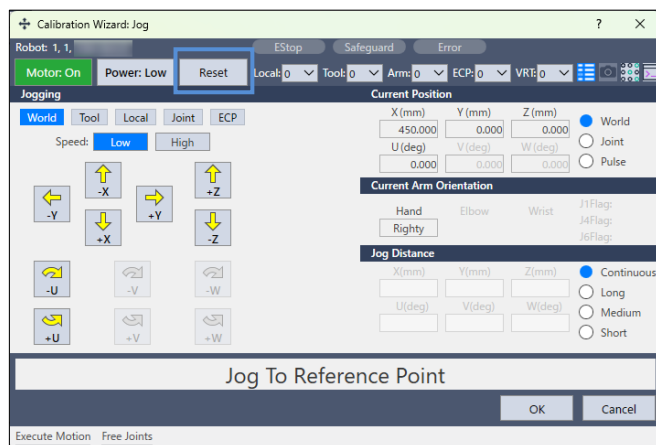 Calibration Wizard: Jog
Robot: 1, 1,
EStop Safeguard Error
Motor: On Power: Low Reset Local: 0 Tool: 0 Arm: 0 ECP: 0 VRT: 0
Jogging
World Tool Local Joint ECP
Speed: Low High
-X +Z
-Y +Y
+X -Z
-U -V -W
+U +V +W
Current Position
X (mm) Y (mm) Z (mm)
450.000 0.000 0.000
U (deg) V (deg) W (deg)
0.000 0.000 0.000
World
Joint
Pulse
Current Arm Orientation
Hand Elbow Wrist
Righty
J1Flag:
J4Flag:
J6Flag:
Jog Distance
X(mm) Y(mm) Z(mm)
U(deg) V(deg) W(deg)
Continuous
Long
Medium
Short
Jog To Reference Point
OK Cancel
Execute Motion Free Joints